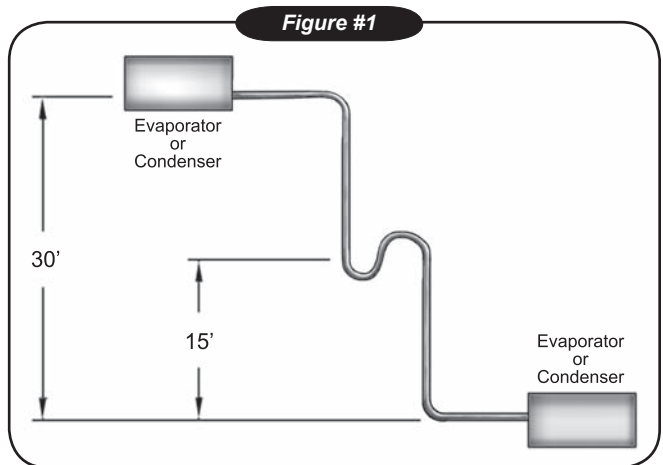 Figure #1
Evaporator
or
Condenser
30'
15'
Evaporator
or
Condenser